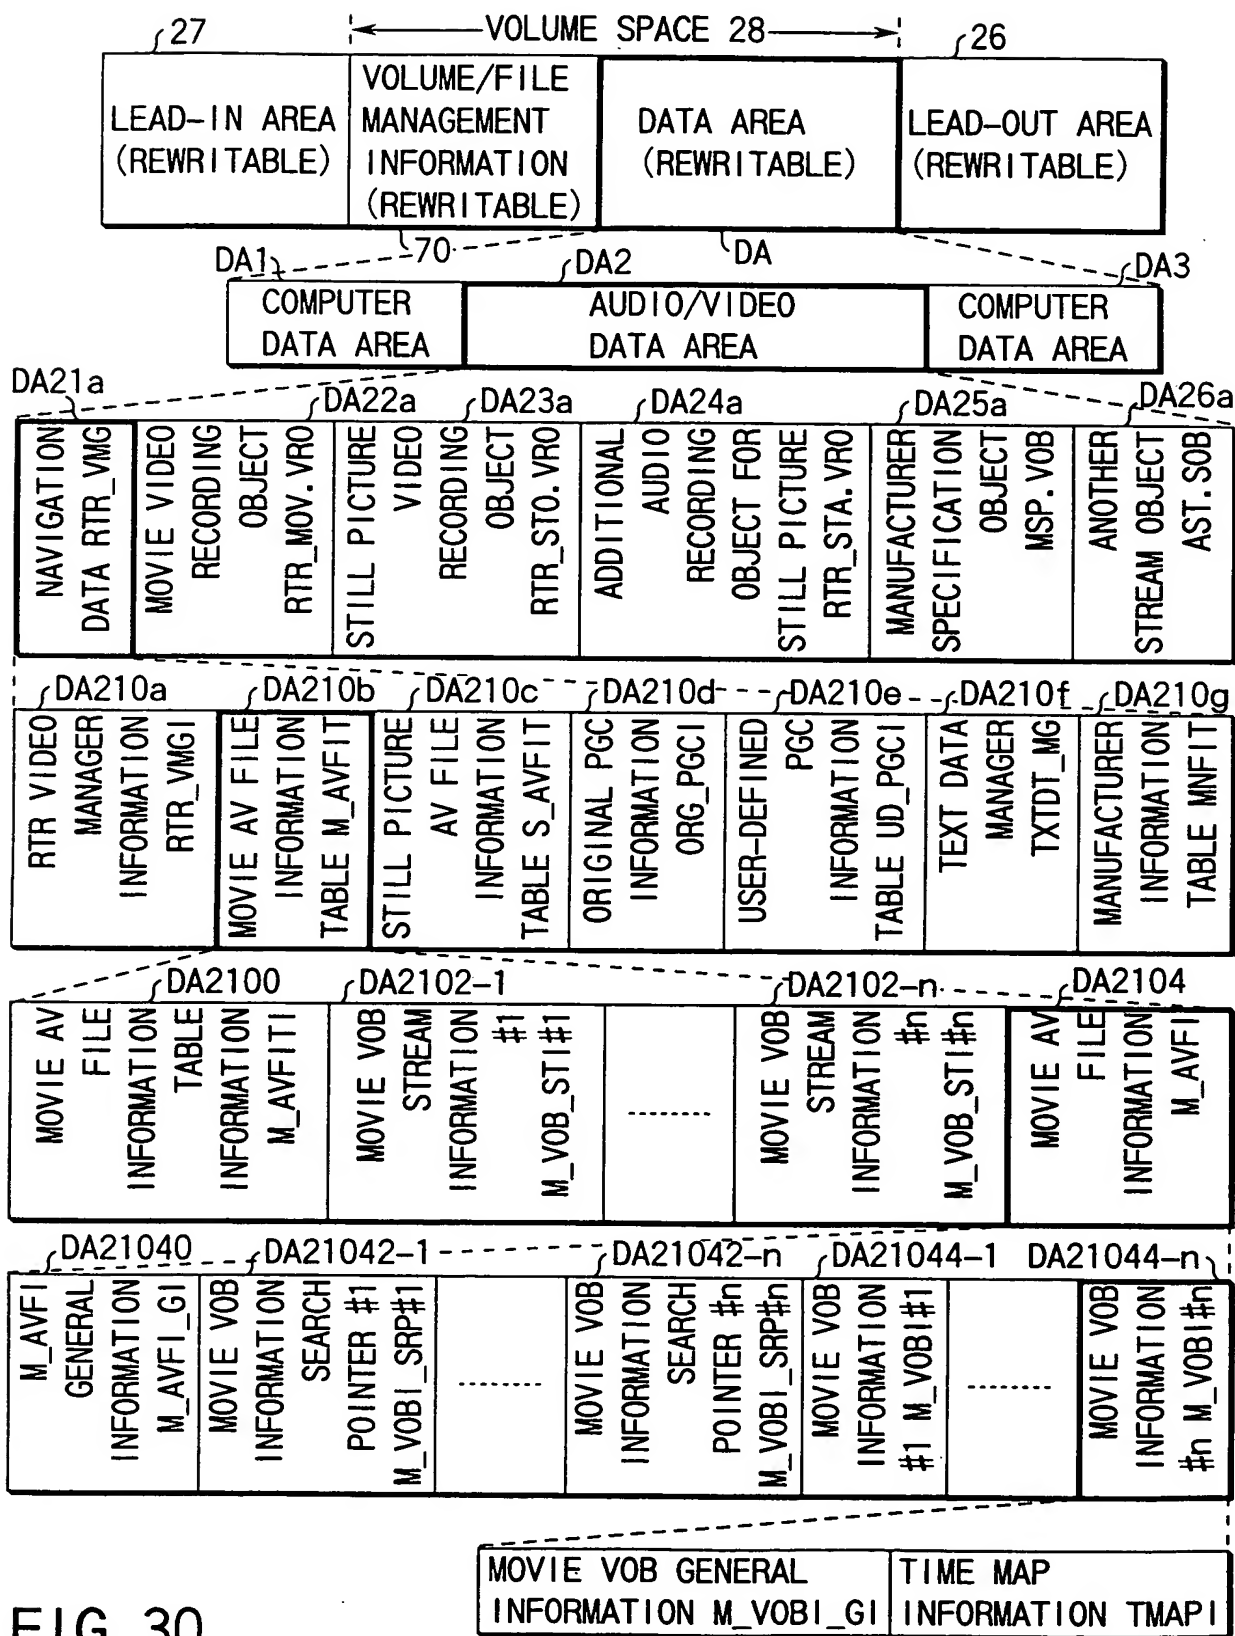 27
VOLUME SPACE 28
26
LEAD-IN AREA
(REWRITABLE)
VOLUME/FILE
MANAGEMENT
INFORMATION
(REWRITABLE)
DATA AREA
(REWRITABLE)
LEAD-OUT AREA
(REWRITABLE)
70
DA
DA1
DA2
DA3
COMPUTER
DATA AREA
AUDIO/VIDEO
DATA AREA
COMPUTER
DATA AREA
DA21a
DA22a
DA23a
DA24a
DA25a
DA26a
NAVIGATION
DATA RTR_VMG
MOVIE VIDEO
RECORDING
OBJECT
RTR_MOV.VRO
STILL PICTURE
VIDEO
RECORDING
OBJECT
RTR_STO.VRO
ADDITIONAL
AUDIO
RECORDING
OBJECT FOR
STILL PICTURE
RTR_STA.VRO
MANUFACTURER
SPECIFICATION
OBJECT
MSP.VOB
ANOTHER
STREAM OBJECT
AST.SOB
DA210a
DA210b
DA210c
DA210d
DA210e
DA210f
DA210g
RTR VIDEO
MANAGER
INFORMATION
RTR_VMGI
MOVIE AV FILE
INFORMATION
TABLE M_AVFIT
STILL PICTURE
AV FILE
INFORMATION
TABLE S_AVFIT
ORIGINAL PGC
INFORMATION
ORG_PGCI
USER-DEFINED
PGC
INFORMATION
TABLE UD_PGCI
TEXT DATA
MANAGER
TXTDT_MG
MANUFACTURER
INFORMATION
TABLE MNFIT
DA2100
DA2102-1
DA2102-n
DA2104
MOVIE AV
FILE
INFORMATION
TABLE
INFORMATION
M_AVFITI
MOVIE VOB
STREAM
INFORMATION
#1
M_VOB_STI#1
MOVIE VOB
STREAM
INFORMATION
#n
M_VOB_STI#n
MOVIE AV
FILE
INFORMATION
M_AVFI
DA21040
DA21042-1
DA21042-n
DA21044-1
DA21044-n
M_AVFI
GENERAL
INFORMATION
M_AVFI_GI
MOVIE VOB
INFORMATION
SEARCH
POINTER #1
M_VOBI_SRP#1
MOVIE VOB
INFORMATION
SEARCH
POINTER #n
M_VOBI_SRP#n
MOVIE VOB
INFORMATION
#1 M_VOBI#1
MOVIE VOB
INFORMATION
#n M_VOBI#n
MOVIE VOB GENERAL
INFORMATION M_VOBI_GI
TIME MAP
INFORMATION TMAPI
FIG. 30